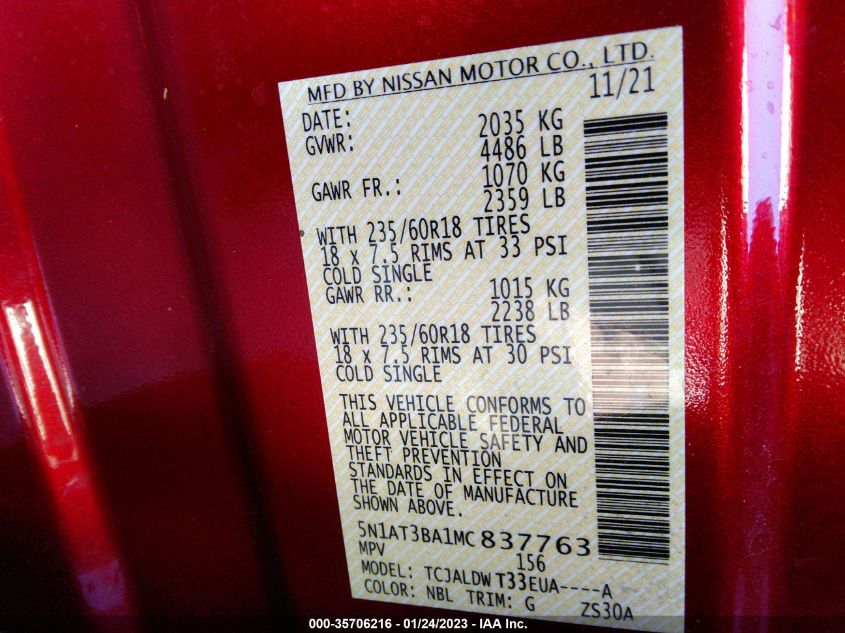 MFD BY NISSAN MOTOR CO., LTD.
DATE: 11/21
GVWR: 2035 KG
4486 LB
GAWR FR.: 1070 KG
2359 LB
WITH 235/60R18 TIRES
18 x 7.5 RIMS AT 33 PSI
COLD SINGLE
GAWR RR.: 1015 KG
2238 LB
WITH 235/60R18 TIRES
18 x 7.5 RIMS AT 30 PSI
COLD SINGLE
THIS VEHICLE CONFORMS TO
ALL APPLICABLE FEDERAL
MOTOR VEHICLE SAFETY AND
THEFT PREVENTION
STANDARDS IN EFFECT ON
THE DATE OF MANUFACTURE
SHOWN ABOVE.
5N1AT3BA1MC837763
MPV 156
MODEL: TCJALDWT33EUA----A
COLOR: NBL TRIM: G ZS30A
000-35706216 - 01/24/2023 - IAA Inc.